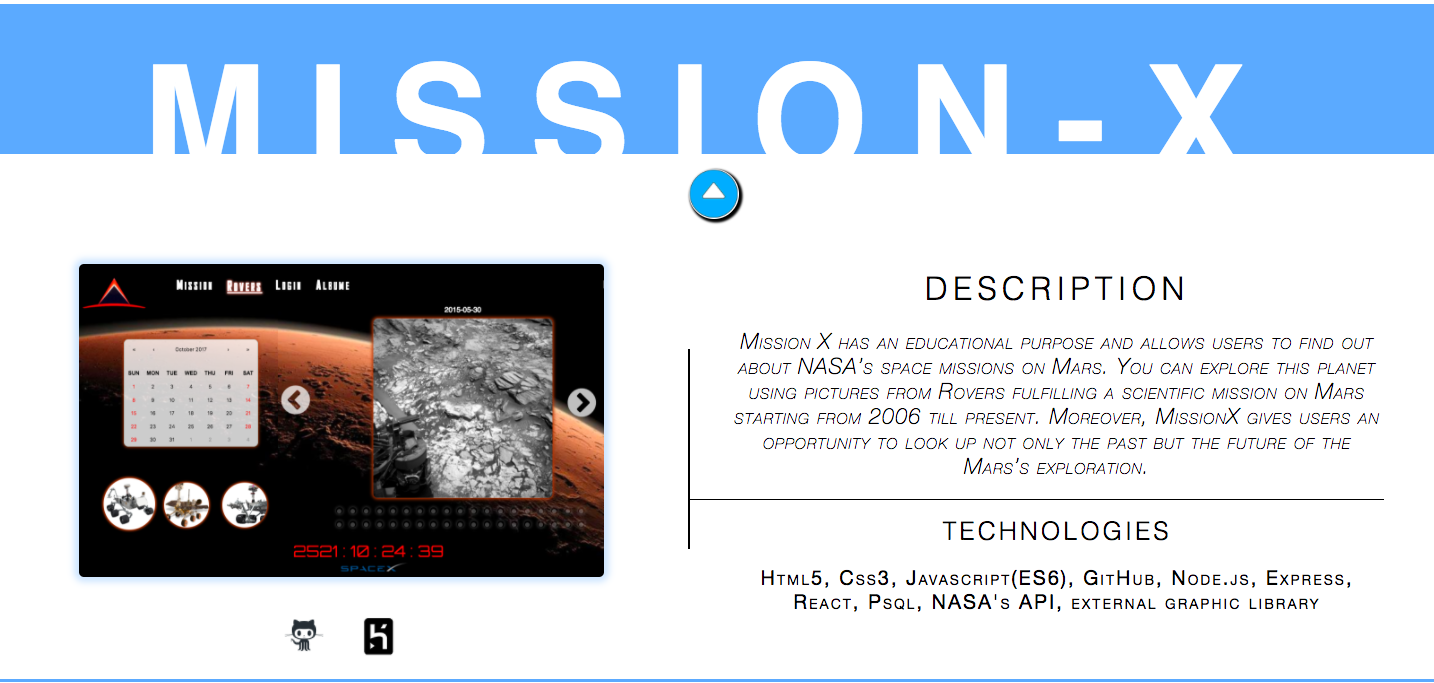 MISSION-X
Mission Rovers Login Albums
2015-05-30
« ‹ October 2017 › »
SUN MON TUE WED THU FRI SAT
1 2 3 4 5 6 7
8 9 10 11 12 13 14
15 16 17 18 19 20 21
22 23 24 25 26 27 28
29 30 31 1 2 3 4
2521:10:24:39
SPACEX
DESCRIPTION
Mission X has an educational purpose and allows users to find out
about NASA's space missions on Mars. You can explore this planet
using pictures from Rovers fulfilling a scientific mission on Mars
starting from 2006 till present. Moreover, MissionX gives users an
opportunity to look up not only the past but the future of the
Mars's exploration.
TECHNOLOGIES
Html5, Css3, Javascript(ES6), GitHub, Node.js, Express,
React, Psql, NASA's API, external graphic library